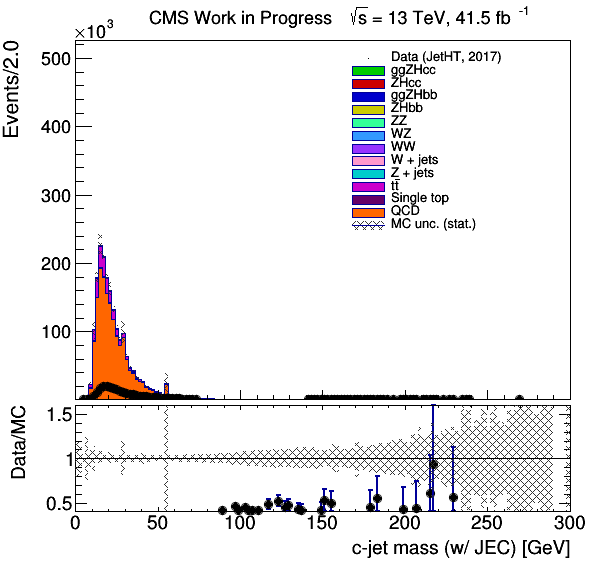 CMS Work in Progress √s = 13 TeV, 41.5 fb⁻¹
×10³
Events/2.0
500
400
300
200
100
Data (JetHT, 2017)
ggZHcc
ZHcc
ggZHbb
ZHbb
ZZ
WZ
WW
W + jets
Z + jets
tt̄
Single top
QCD
MC unc. (stat.)
Data/MC
1.5
1
0.5
0 50 100 150 200 250 300
c-jet mass (w/ JEC) [GeV]